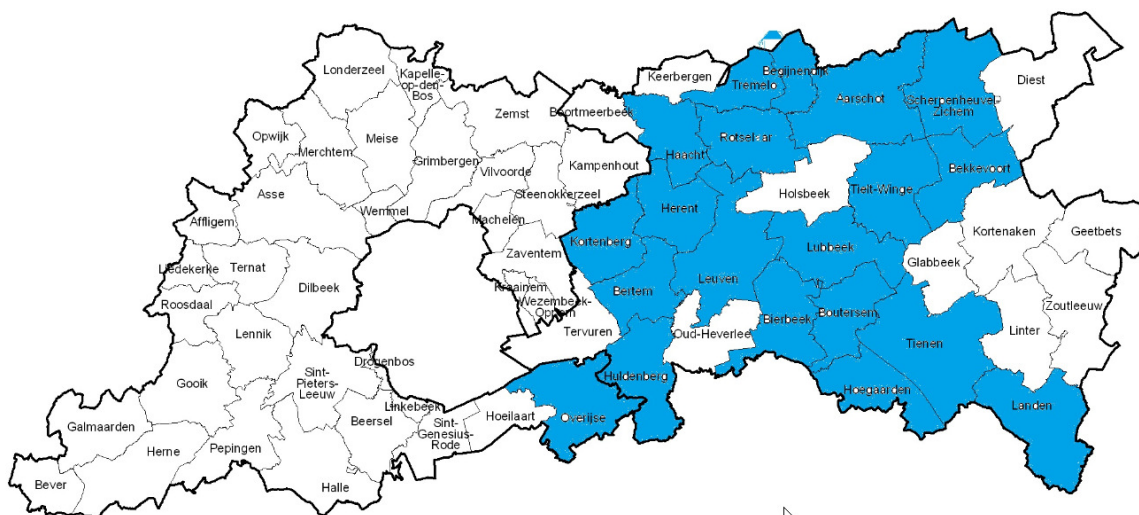 Londerzeel
Kapelle-
op-den-
Bos
Zemst
Boortmeerbeek
Keerbergen
Tremelo
Begijnendijk
Aarschot
Scherpenheuvel-
Zichem
Diest
Opwijk
Merchtem
Meise
Grimbergen
Vilvoorde
Kampenhout
Haacht
Rotselaar
Bekkevoort
Asse
Steenokkerzeel
Holsbeek
Tielt-Winge
Affligem
Wemmel
Machelen
Herent
Kortenaken
Geetbets
Kortenberg
Lubbeek
Zaventem
Glabbeek
Liedekerke
Ternat
Dilbeek
Leuven
Kraainem
Bertem
Roosdaal
Wezembeek-
Oppem
Zoutleeuw
Boutersem
Bierbeek
Lennik
Tervuren
Oud-Heverlee
Linter
Tienen
Drogenbos
Sint-
Pieters-
Leeuw
Gooik
Huldenberg
Hoegaarden
Landen
Linkebeek
Beersel
Hoeilaart
Overijse
Galmaarden
Sint-
Genesius-
Rode
Herne
Pepingen
Bever
Halle